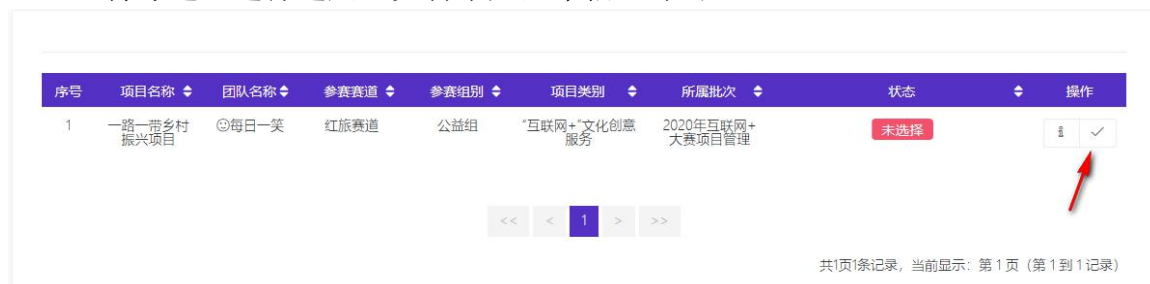 序号 项目名称 团队名称 参赛赛道 参赛组别 项目类别 所属批次 状态 操作
1 一路一带乡村 ☺每日一笑 红旅赛道 公益组 "互联网+"文化创意 2020年互联网+ 未选择 i
振兴项目 服务 大赛项目管理
<< < 1 > >>
共1页1条记录，当前显示：第 1 页（第 1 到 1 记录）